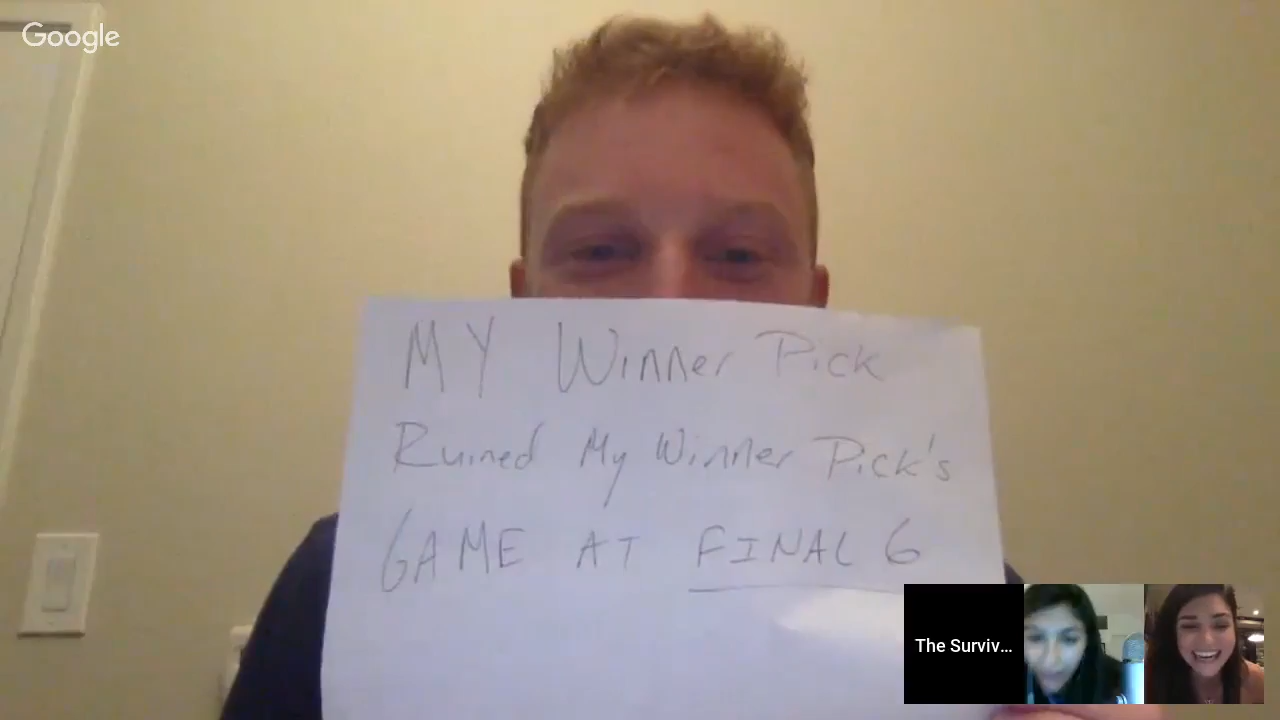 Google
MY Winner Pick
Ruined My Winner Pick's
GAME AT FINAL 6
The Surviv...